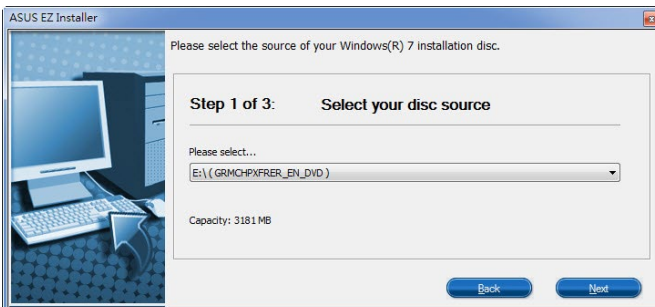 ASUS EZ Installer
Please select the source of your Windows(R) 7 installation disc.
Step 1 of 3: Select your disc source
Please select...
E:\ ( GRMCHPXFRER_EN_DVD )
Capacity: 3181 MB
Back Next